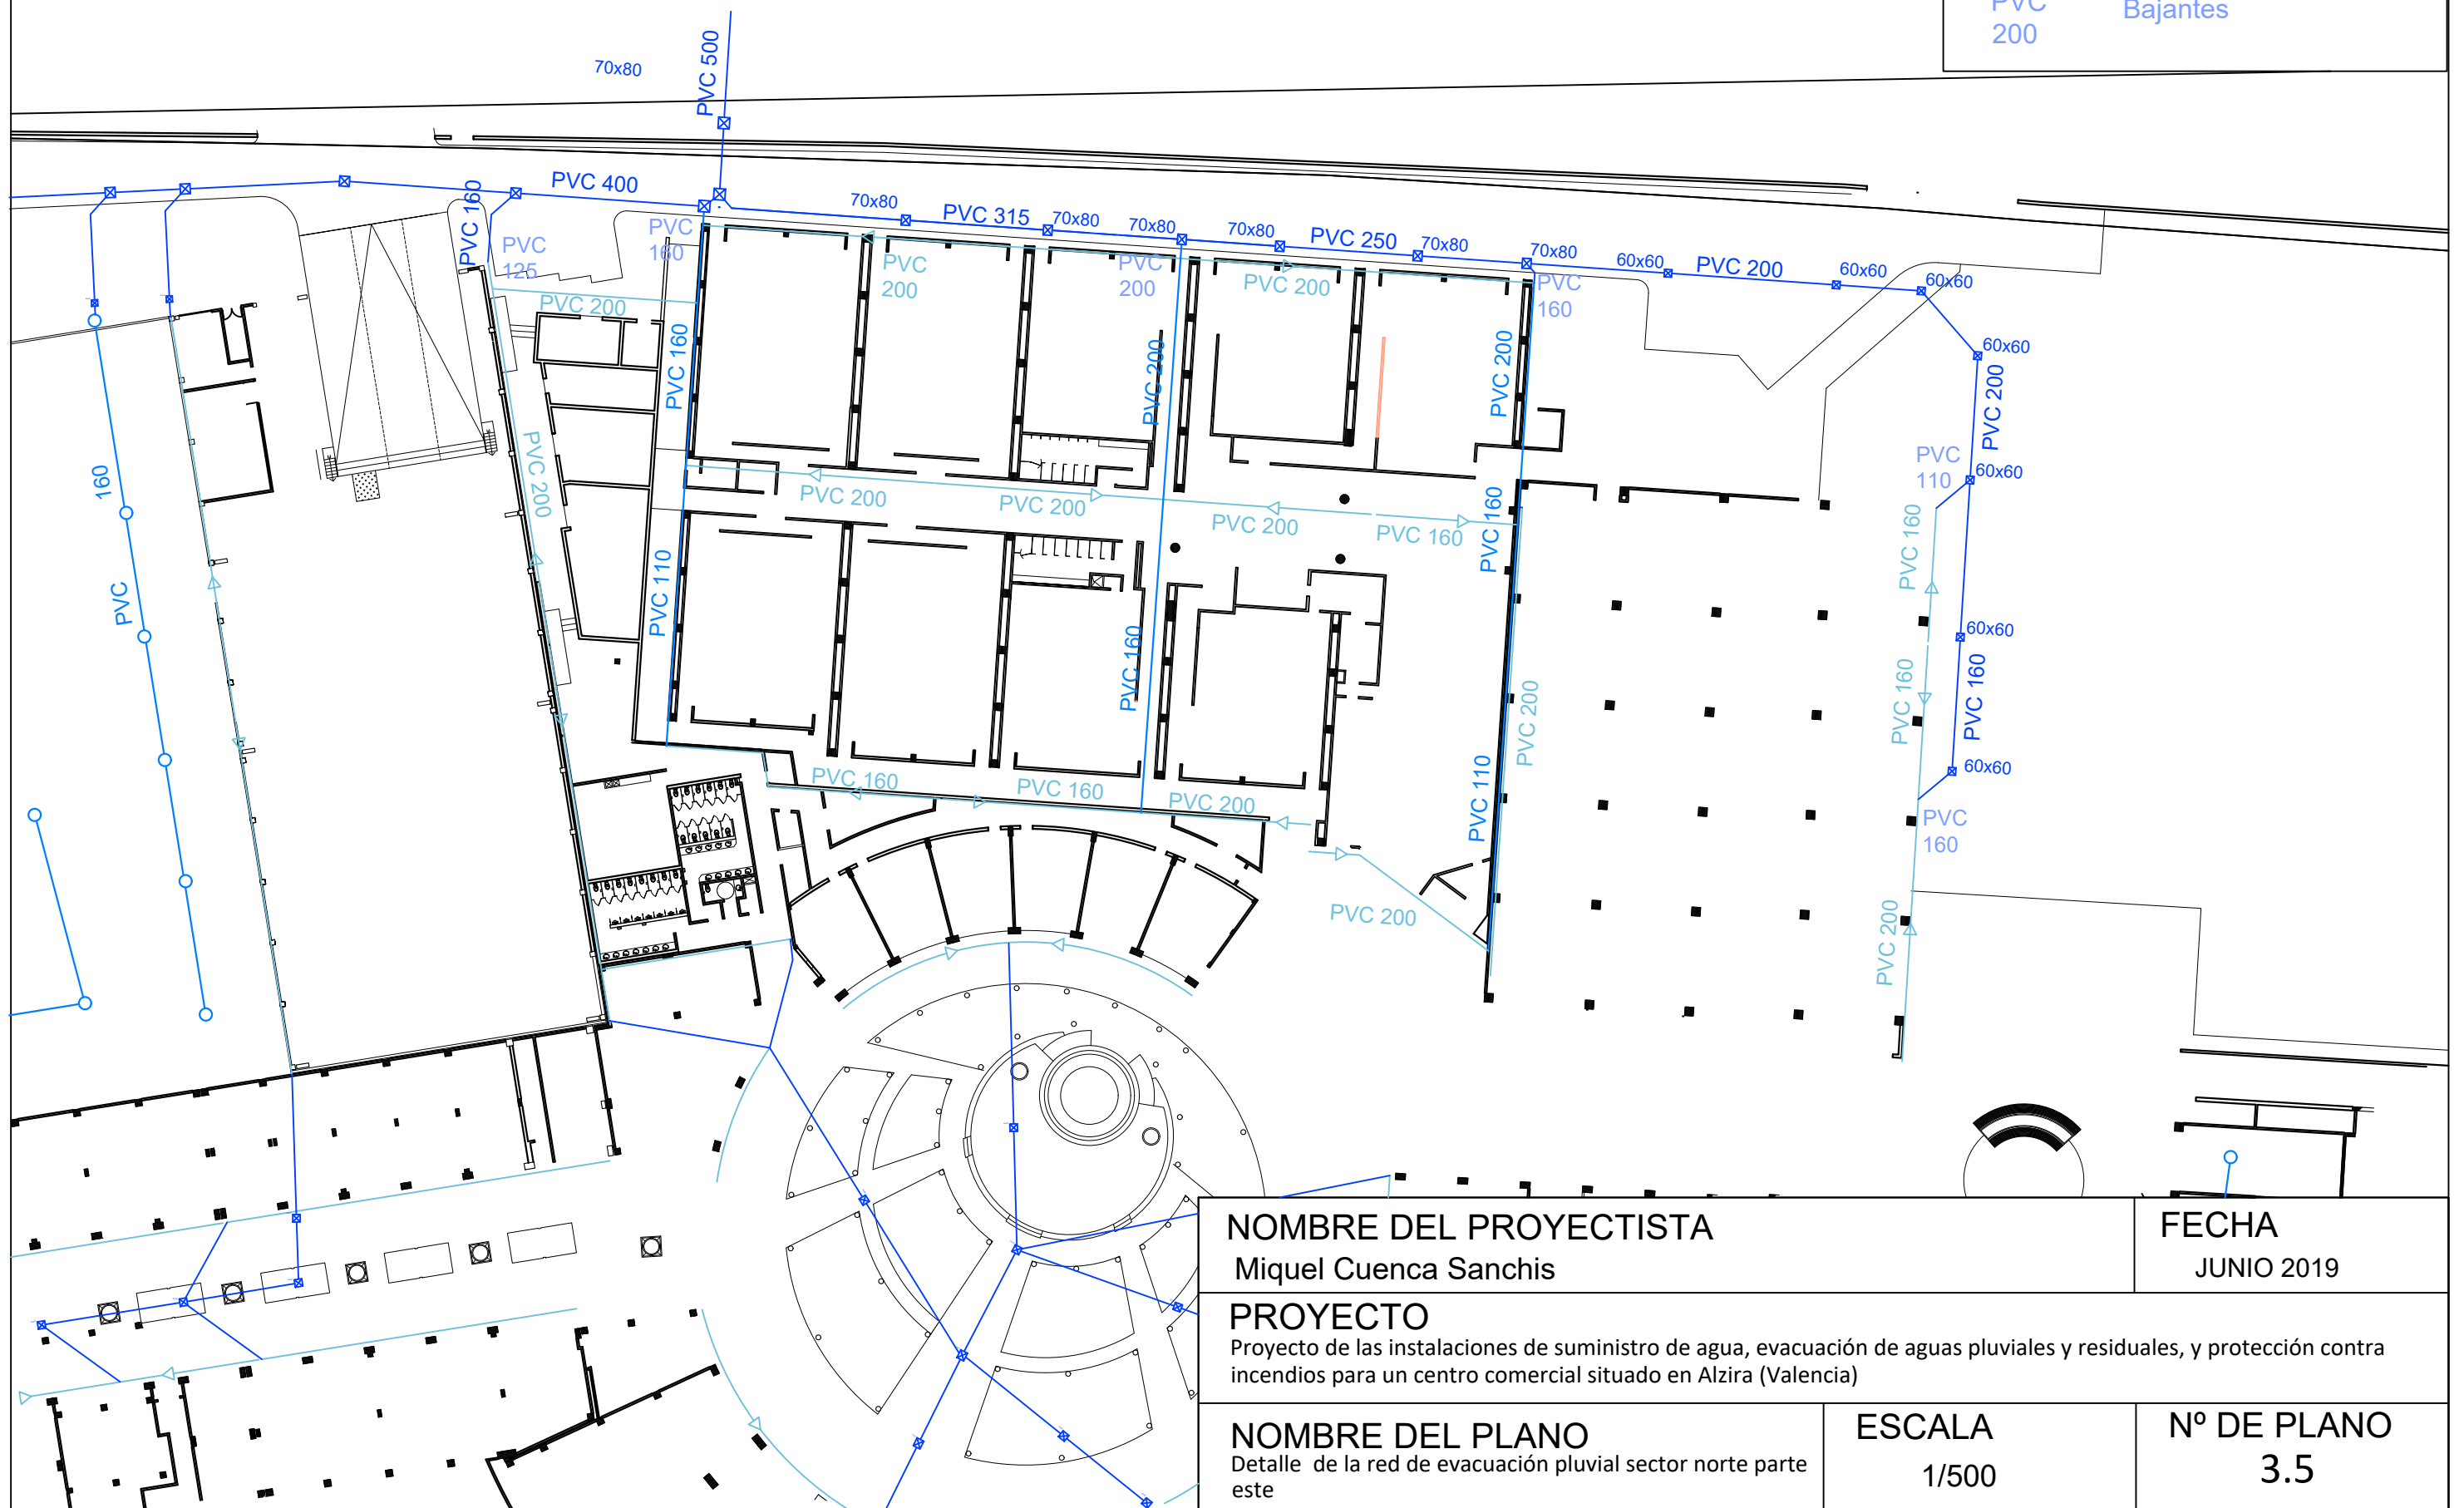 PVC
200
Bajantes
70x80
PVC 500
PVC 400
PVC 160
PVC
125
PVC
160
70x80
PVC 315
70x80
70x80
70x80
PVC 250
70x80
70x80
60x60
PVC 200
60x60
60x60
PVC 200
PVC
200
PVC
200
PVC 200
PVC
160
60x60
PVC 200
PVC 160
PVC 200
PVC 200
PVC 200
160
PVC
PVC
110
60x60
PVC 200
PVC 200
PVC 200
PVC 160
PVC 160
PVC 160
PVC 110
PVC 160
60x60
PVC 160
PVC 160
PVC 200
60x60
PVC 160
PVC 160
PVC 200
PVC 110
PVC
160
PVC 200
PVC 200
NOMBRE DEL PROYECTISTA
Miquel Cuenca Sanchis
FECHA
JUNIO 2019
PROYECTO
Proyecto de las instalaciones de suministro de agua, evacuación de aguas pluviales y residuales, y protección contra
incendios para un centro comercial situado en Alzira (Valencia)
NOMBRE DEL PLANO
Detalle de la red de evacuación pluvial sector norte parte
este
ESCALA
1/500
Nº DE PLANO
3.5